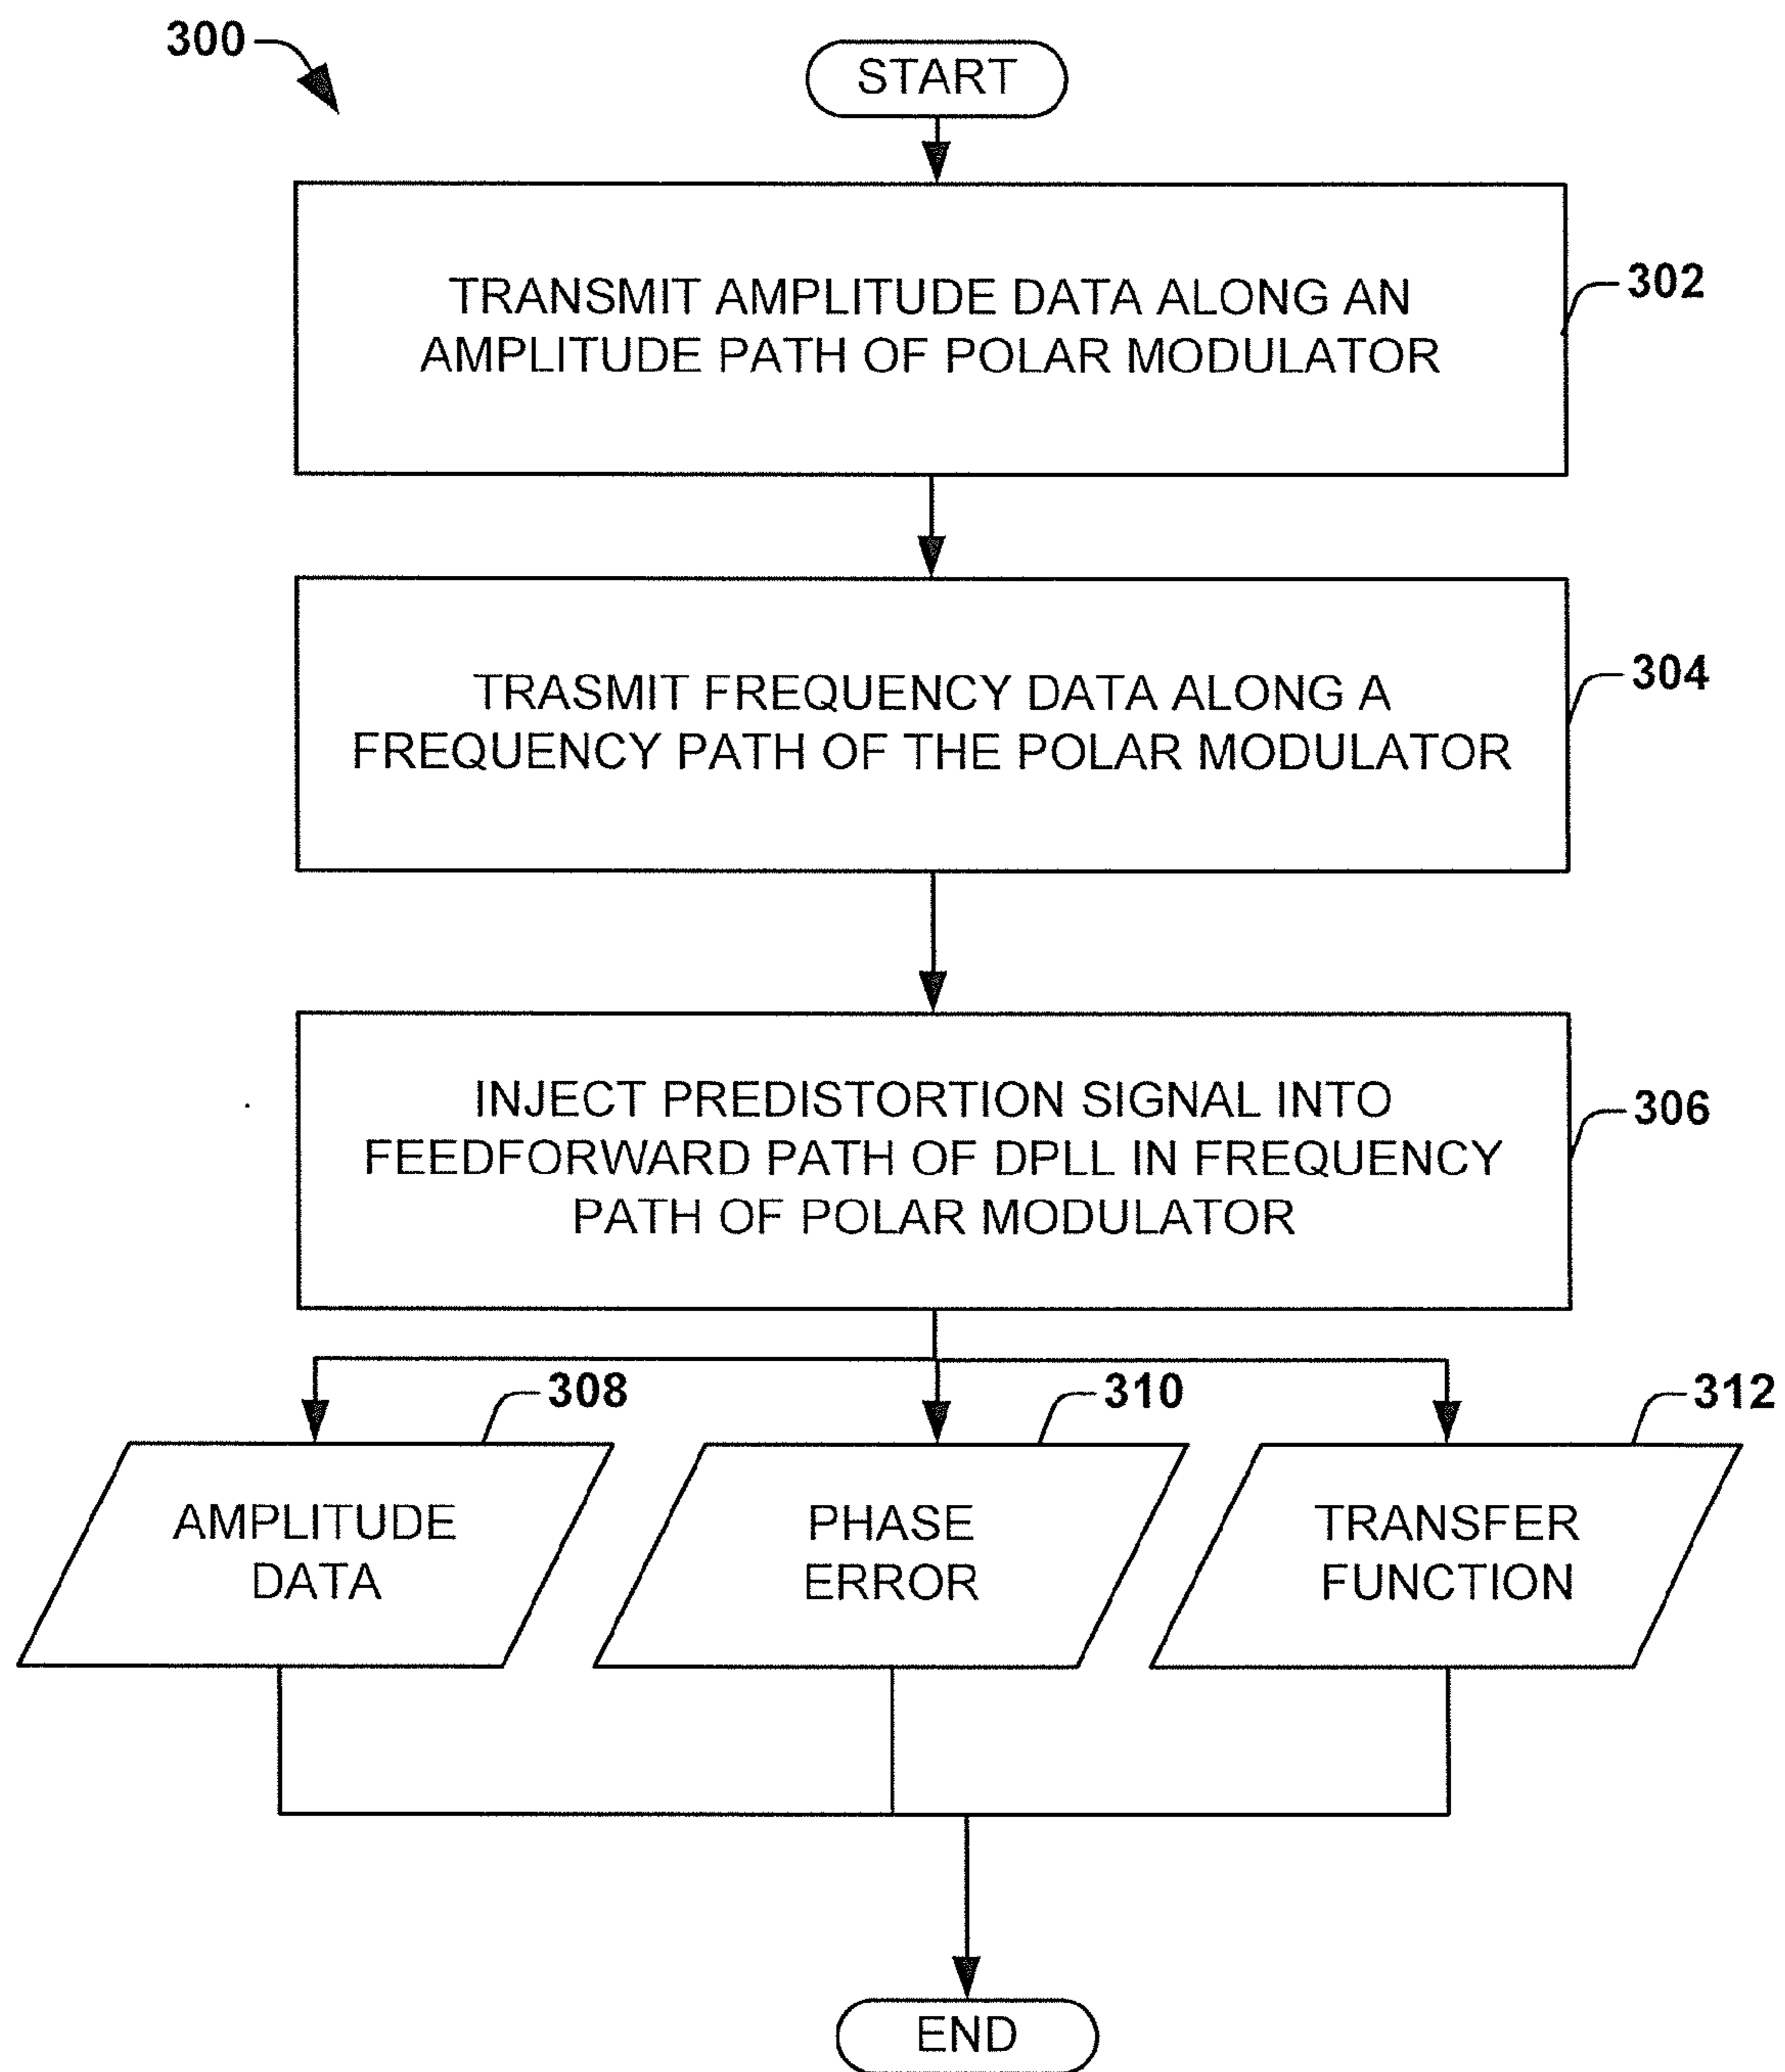 300
START
TRANSMIT AMPLITUDE DATA ALONG AN
AMPLITUDE PATH OF POLAR MODULATOR
302
TRASMIT FREQUENCY DATA ALONG A
FREQUENCY PATH OF THE POLAR MODULATOR
304
INJECT PREDISTORTION SIGNAL INTO
FEEDFORWARD PATH OF DPLL IN FREQUENCY
PATH OF POLAR MODULATOR
306
308
310
312
AMPLITUDE
DATA
PHASE
ERROR
TRANSFER
FUNCTION
END